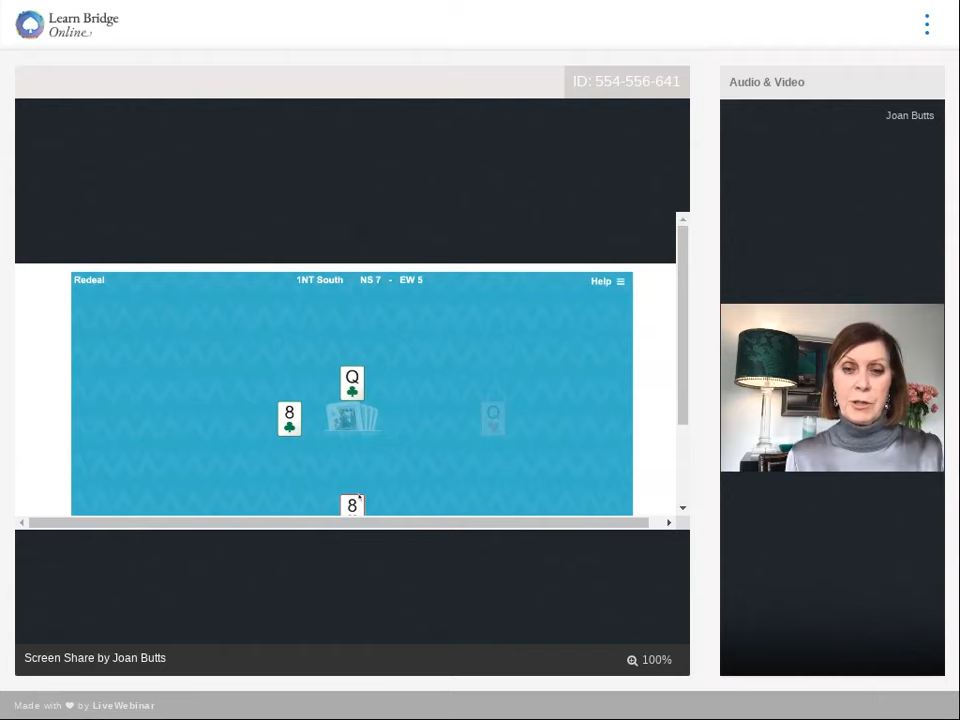 Learn Bridge
Online
ID: 554-556-641
Audio & Video
Joan Butts
Redeal
1NT South NS 7 - EW 5
Help
Q
8
Q
8
Screen Share by Joan Butts
100%
Made with ❤ by LiveWebinar